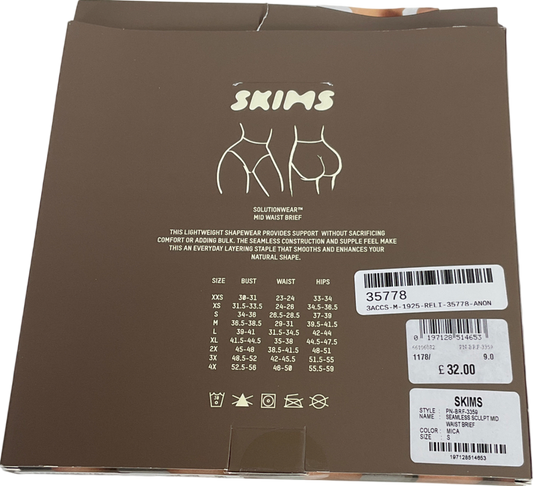 SKIMS
SOLUTIONWEAR™
MID WAIST BRIEF
THIS LIGHTWEIGHT SHAPEWEAR PROVIDES SUPPORT WITHOUT SACRIFICING
COMFORT OR ADDING BULK. THE SEAMLESS CONSTRUCTION AND SUPPLE FEEL MAKE
THIS AN EVERYDAY LAYERING STAPLE THAT SMOOTHS AND ENHANCES YOUR
NATURAL SHAPE.
SIZE BUST WAIST HIPS
XXS 30-31 23-24 33-34
XS 31.5-33.5 24-26 34.5-36.5
S 34-36 26.5-28.5 37-39
M 36.5-38.5 29-31 39.5-41.5
L 39-41 31.5-34.5 42-44
XL 41.5-44.5 35-38 44.5-47.5
2X 45-48 38.5-41.5 48-51
3X 48.5-52 42.5-45.5 51.5-55
4X 52.5-56 46-50 55.5-59
35778
3ACCS-M-1925-RFLI-35778-ANON
0 197128 514653
1178/ 9.0
£ 32.00
SKIMS
STYLE : PN-BRF-3359
NAME : SEAMLESS SCULPT MID
WAIST BRIEF
COLOR : MICA
SIZE : S
197128514653